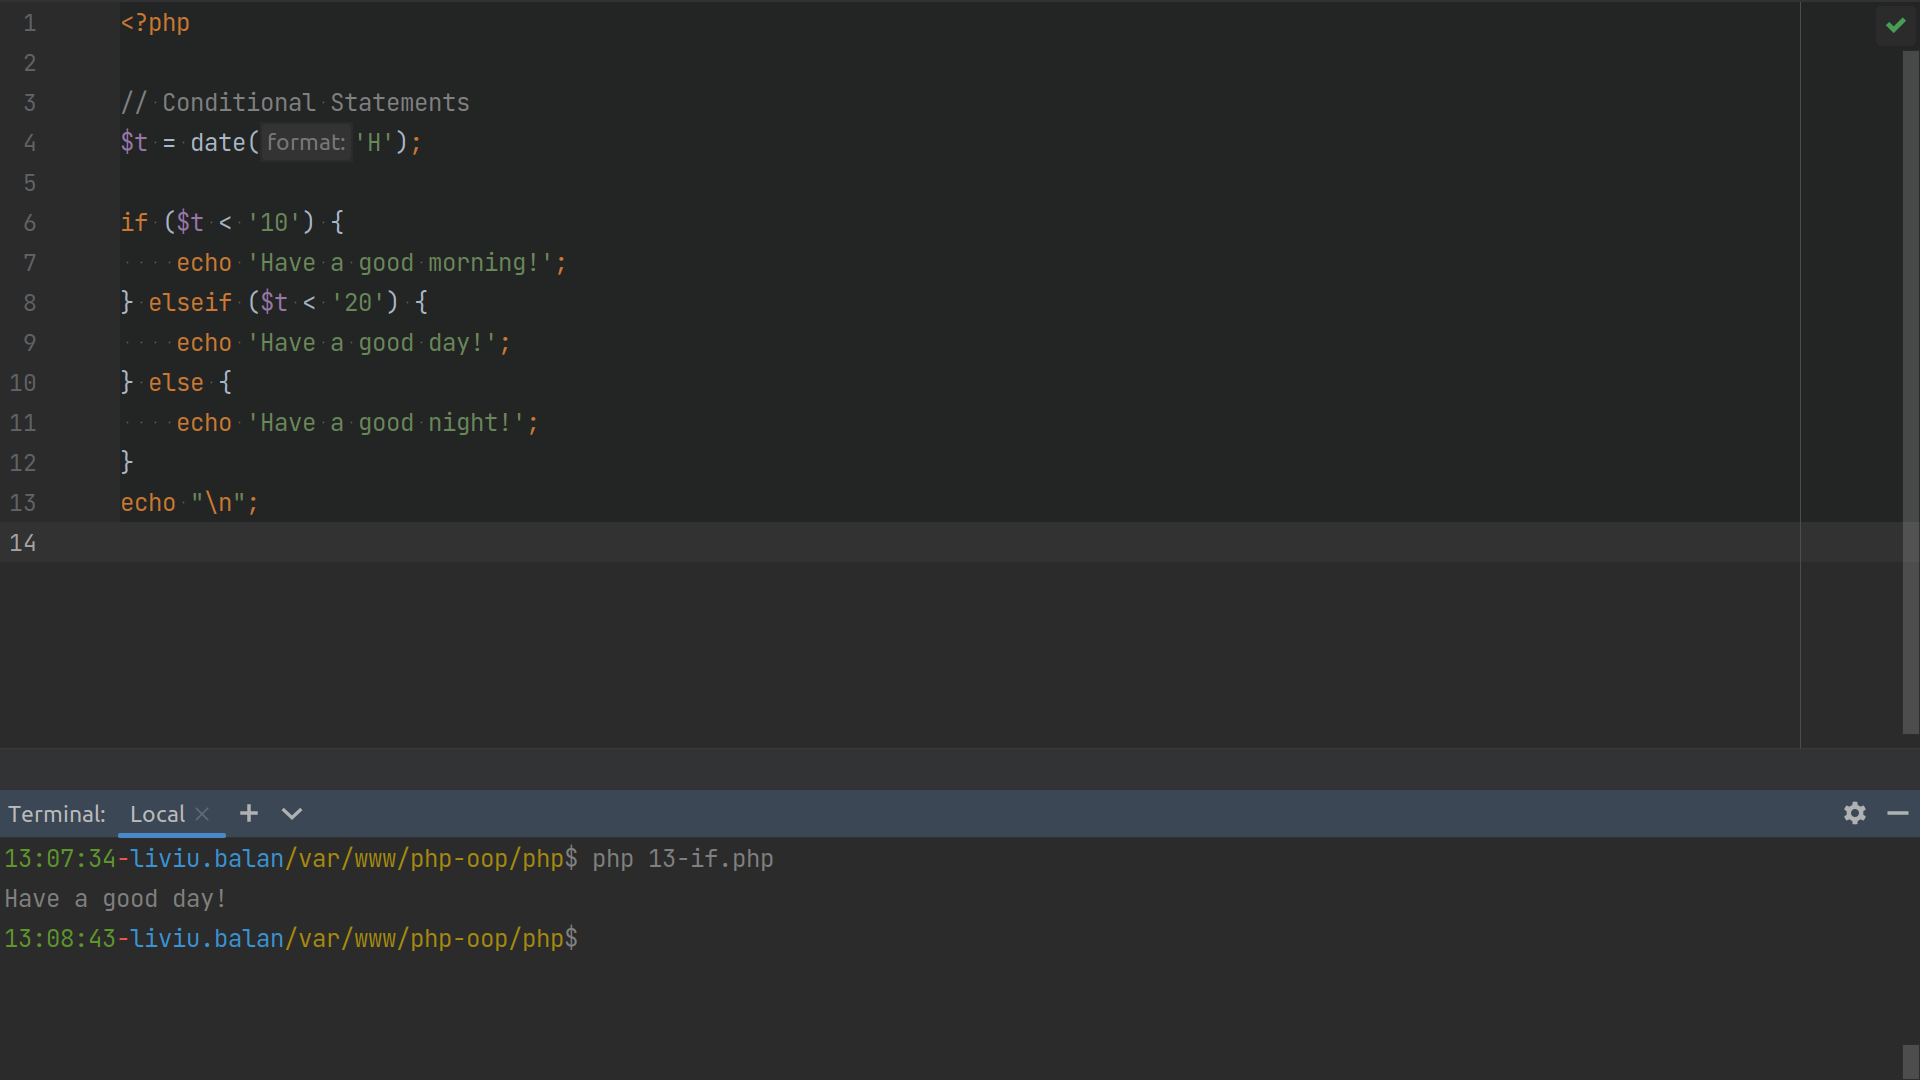 1 <?php
2
3 // Conditional Statements
4 $t = date( format: 'H');
5
6 if ($t < '10') {
7     echo 'Have a good morning!';
8 } elseif ($t < '20') {
9     echo 'Have a good day!';
10 } else {
11     echo 'Have a good night!';
12 }
13 echo "\n";
14
Terminal: Local
13:07:34-liviu.balan/var/www/php-oop/php$ php 13-if.php
Have a good day!
13:08:43-liviu.balan/var/www/php-oop/php$